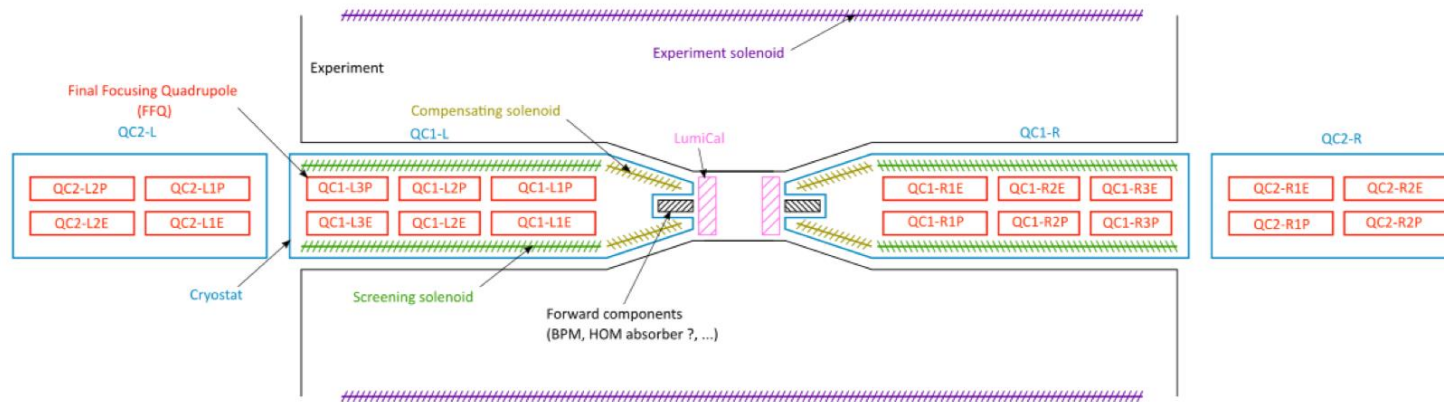 Experiment solenoid
Experiment
Final Focusing Quadrupole
(FFQ)
Compensating solenoid
QC2-L
QC1-L
LumiCal
QC1-R
QC2-R
QC2-L2P
QC2-L1P
QC1-L3P
QC1-L2P
QC1-L1P
QC1-R1E
QC1-R2E
QC1-R3E
QC2-R1E
QC2-R2E
QC2-L2E
QC2-L1E
QC1-L3E
QC1-L2E
QC1-L1E
QC1-R1P
QC1-R2P
QC1-R3P
QC2-R1P
QC2-R2P
Cryostat
Screening solenoid
Forward components
(BPM, HOM absorber ?, ...)